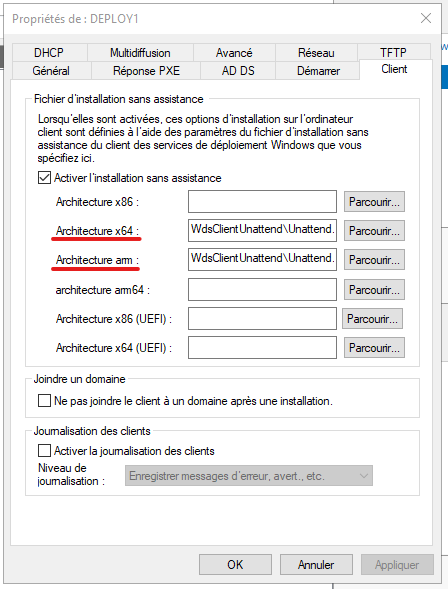 Propriétés de : DEPLOY1
DHCP Multidiffusion Avancé Réseau TFTP
Général Réponse PXE AD DS Démarrer Client
Fichier d'installation sans assistance
Lorsqu'elles sont activées, ces options d'installation sur l'ordinateur
client sont définies à l'aide des paramètres du fichier d'installation sans
assistance du client des services de déploiement Windows que vous
spécifiez ici.
Activer l'installation sans assistance
Architecture x86 : Parcourir...
Architecture x64 : WdsClientUnattend\Unattend. Parcourir...
Architecture arm : WdsClientUnattend\Unattend. Parcourir...
architecture arm64 : Parcourir...
Architecture x86 (UEFI) : Parcourir...
Architecture x64 (UEFI) : Parcourir...
Joindre un domaine
Ne pas joindre le client à un domaine après une installation.
Journalisation des clients
Activer la journalisation des clients
Niveau de
journalisation : Enregistrer messages d'erreur, avert., etc.
OK Annuler Appliquer